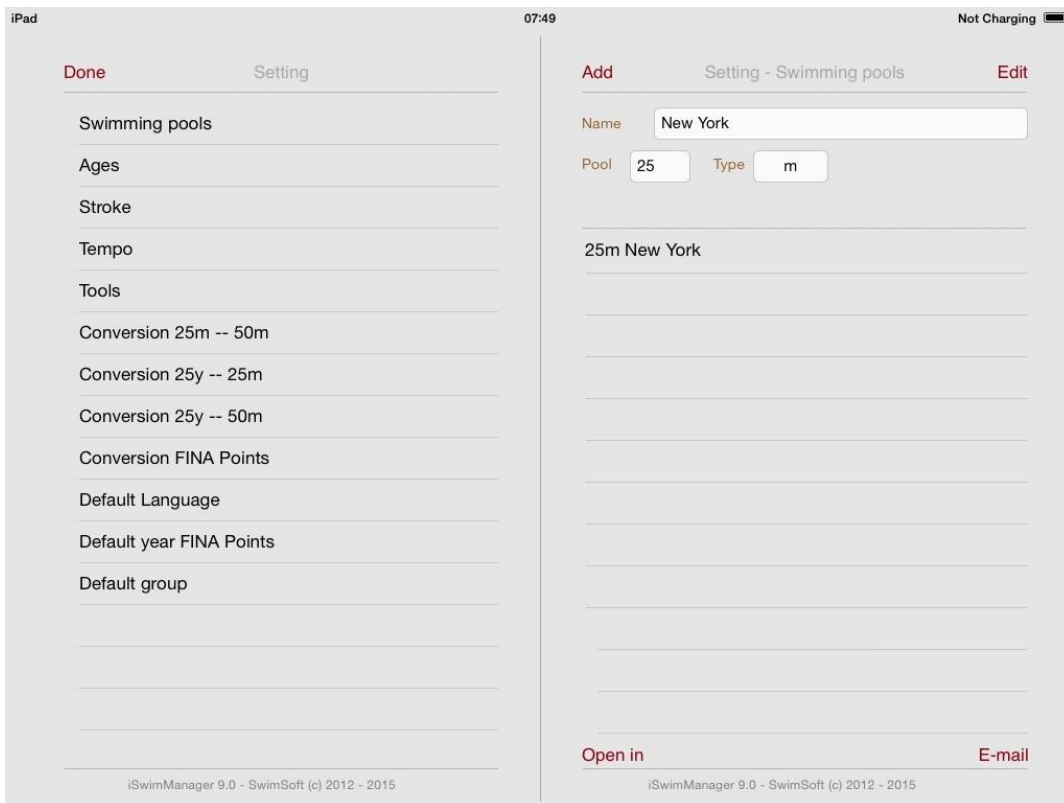 iPad 07:49 Not Charging
Done Setting
Swimming pools
Ages
Stroke
Tempo
Tools
Conversion 25m -- 50m
Conversion 25y -- 25m
Conversion 25y -- 50m
Conversion FINA Points
Default Language
Default year FINA Points
Default group
iSwimManager 9.0 - SwimSoft (c) 2012 - 2015
Add Setting - Swimming pools Edit
Name New York
Pool 25 Type m
25m New York
Open in E-mail
iSwimManager 9.0 - SwimSoft (c) 2012 - 2015